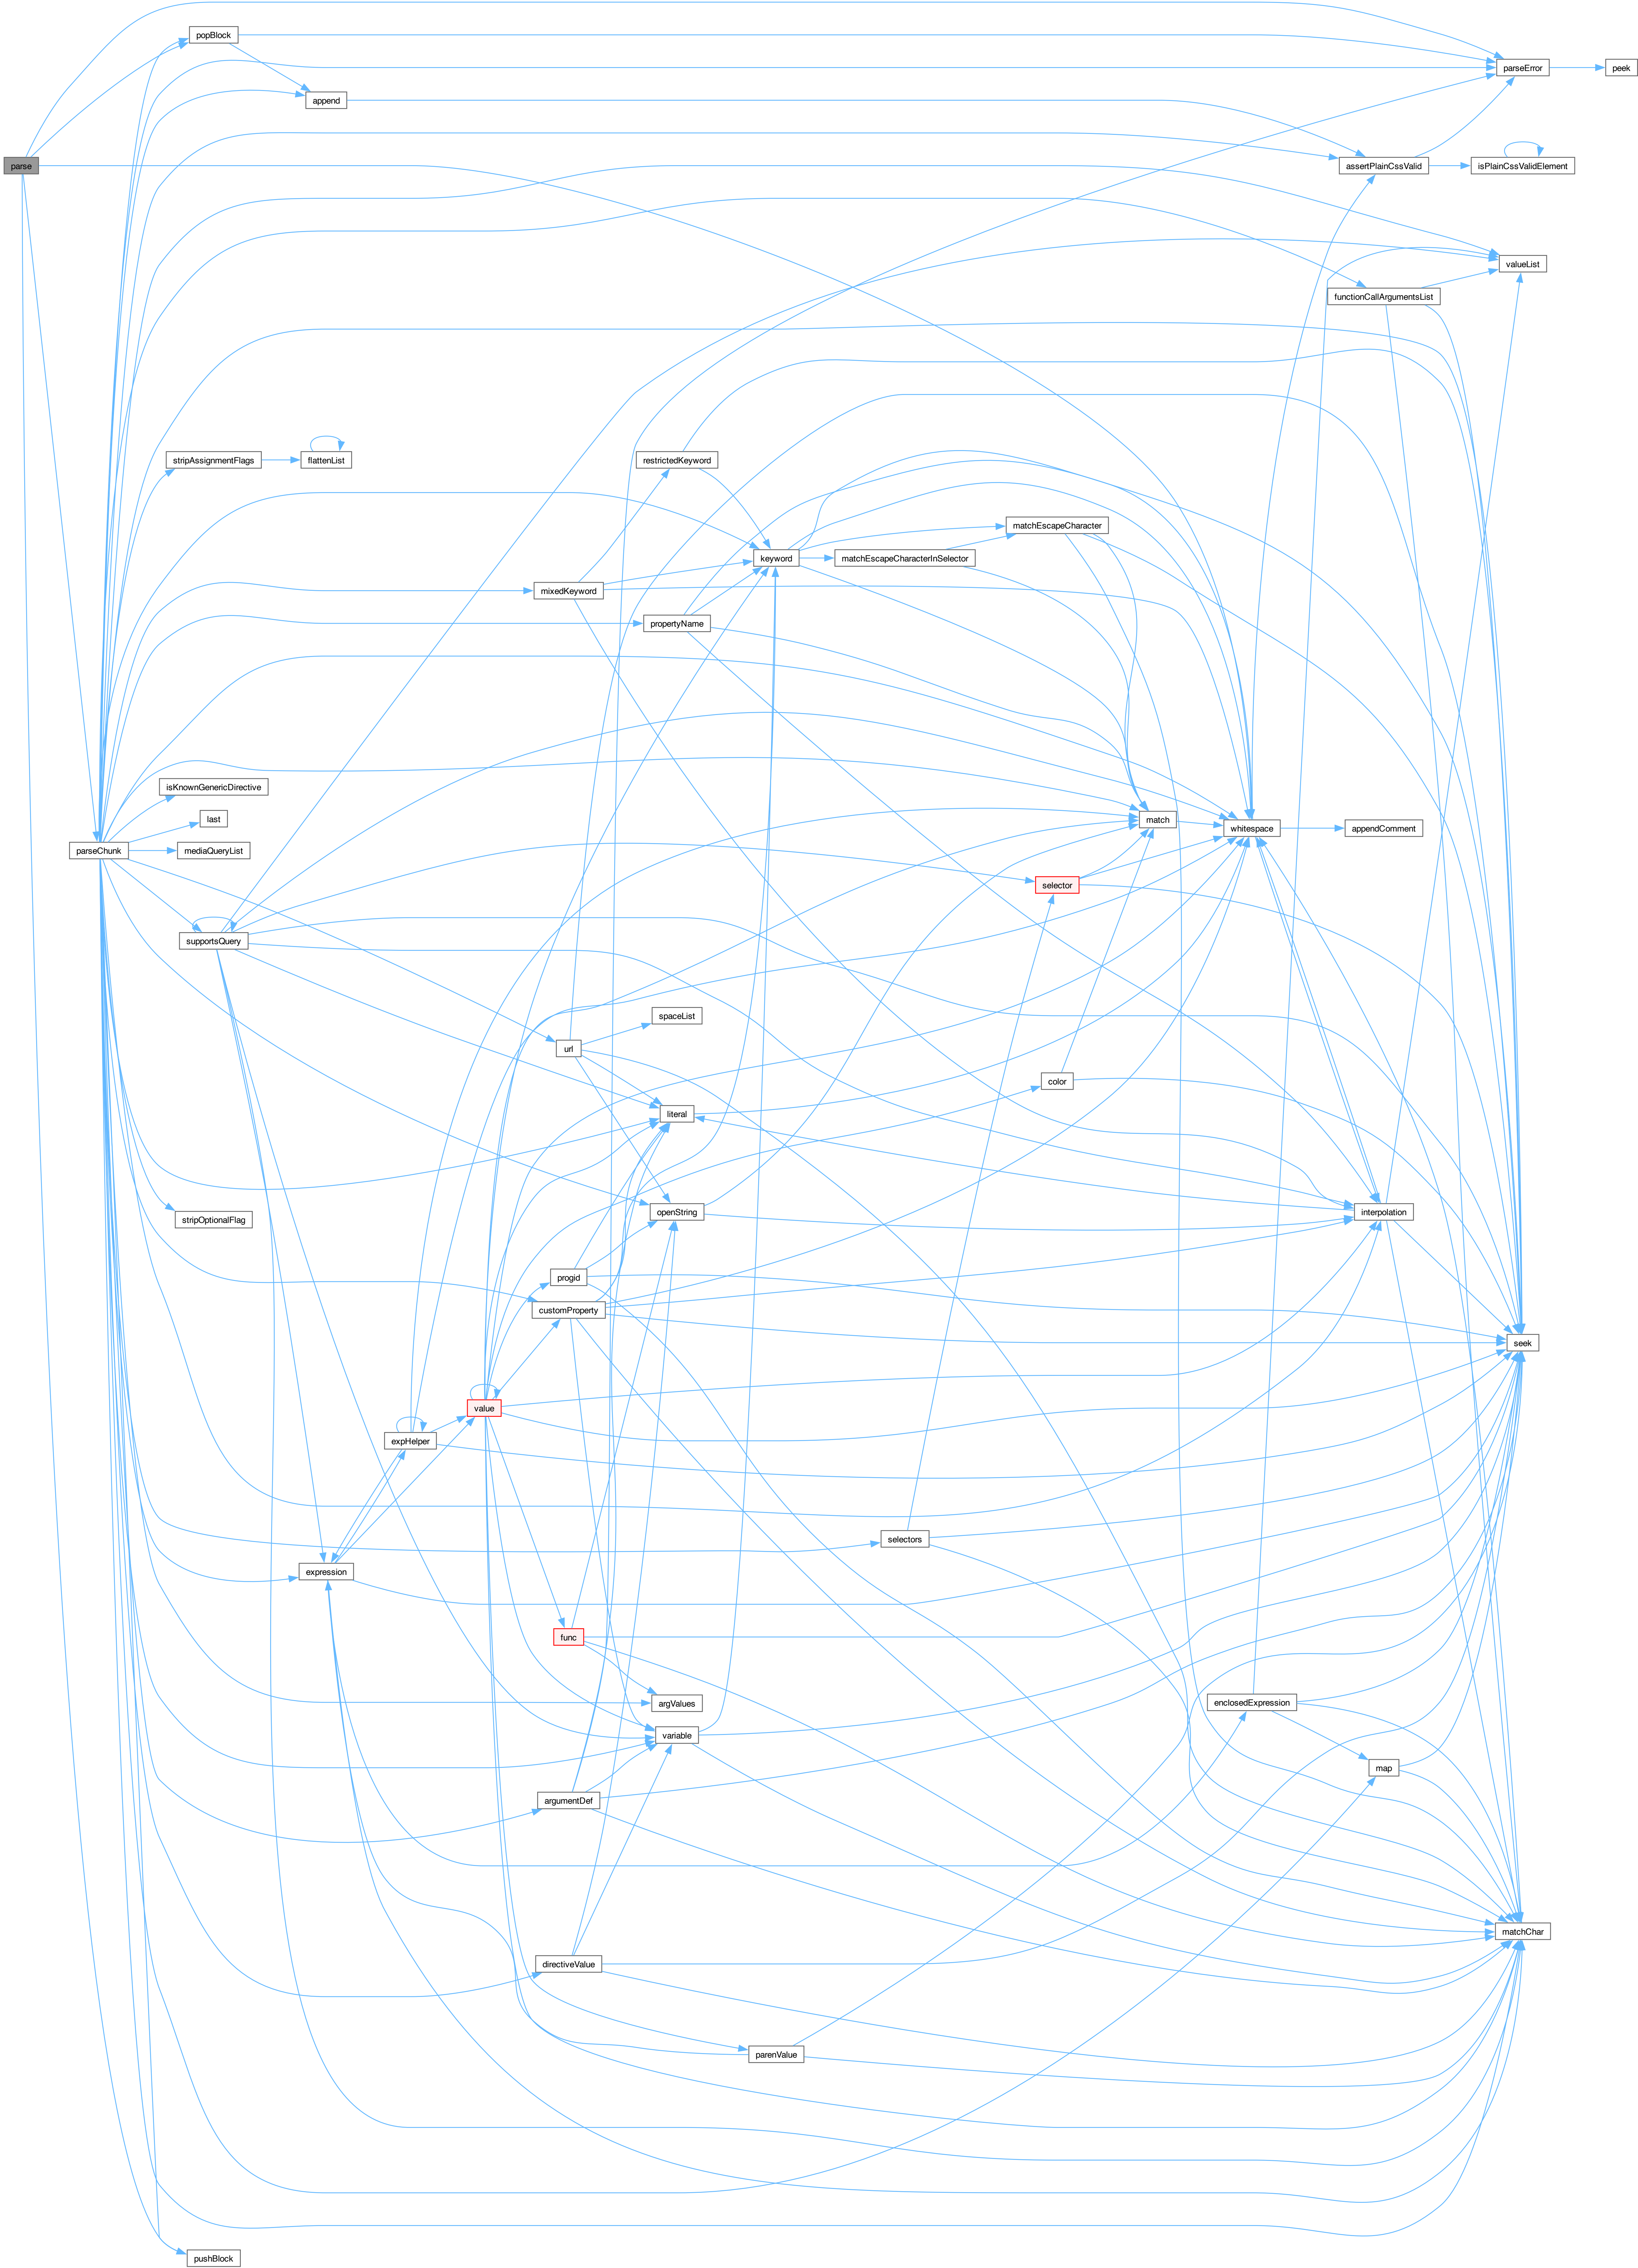 popBlock
parseError
peek
append
parse
assertPlainCssValid
isPlainCssValidElement
valueList
functionCallArgumentsList
stripAssignmentFlags
flattenList
restrictedKeyword
matchEscapeCharacter
keyword
matchEscapeCharacterInSelector
mixedKeyword
propertyName
isKnownGenericDirective
last
match
whitespace
appendComment
parseChunk
mediaQueryList
selector
supportsQuery
spaceList
url
color
literal
stripOptionalFlag
openString
interpolation
progid
customProperty
seek
value
expHelper
selectors
expression
func
argValues
enclosedExpression
variable
map
argumentDef
matchChar
directiveValue
parenValue
pushBlock